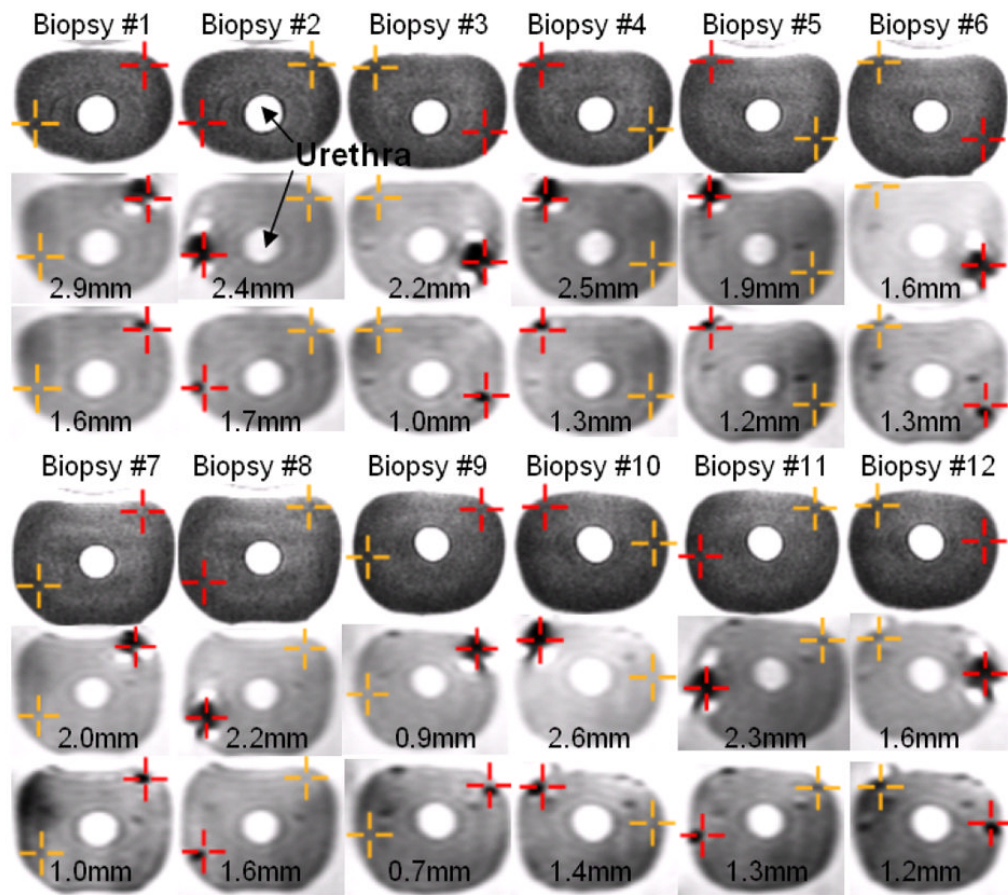 Biopsy #1 Biopsy #2 Biopsy #3 Biopsy #4 Biopsy #5 Biopsy #6
Urethra
2.9mm 2.4mm 2.2mm 2.5mm 1.9mm 1.6mm
1.6mm 1.7mm 1.0mm 1.3mm 1.2mm 1.3mm
Biopsy #7 Biopsy #8 Biopsy #9 Biopsy #10 Biopsy #11 Biopsy #12
2.0mm 2.2mm 0.9mm 2.6mm 2.3mm 1.6mm
1.0mm 1.6mm 0.7mm 1.4mm 1.3mm 1.2mm